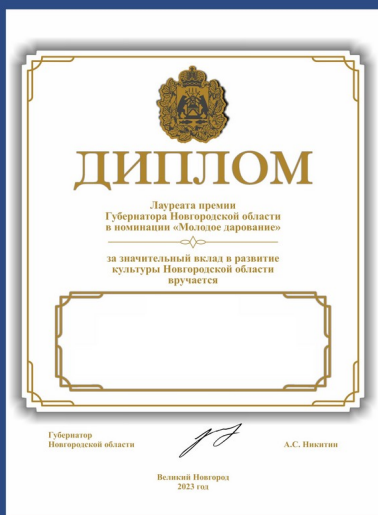 ДИПЛОМ
Лауреата премии
Губернатора Новгородской области
в номинации «Молодое дарование»
за значительный вклад в развитие
культуры Новгородской области
вручается
Губернатор
Новгородской области
А.С. Никитин
Великий Новгород
2023 год